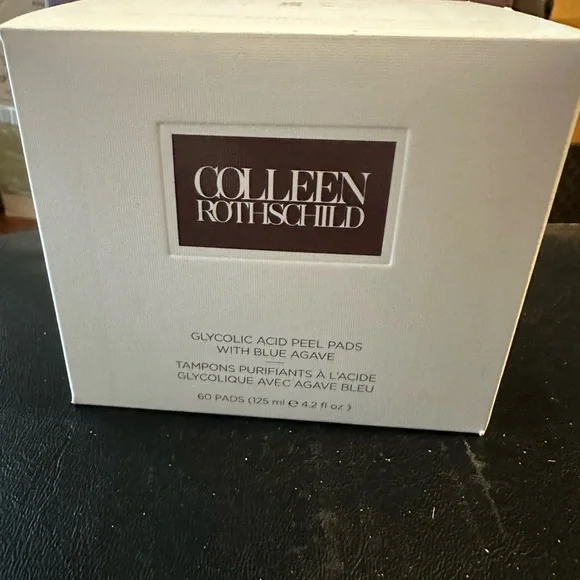 COLLEEN
ROTHSCHILD
GLYCOLIC ACID PEEL PADS
WITH BLUE AGAVE
TAMPONS PURIFIANTS À L'ACIDE
GLYCOLIQUE AVEC AGAVE BLEU
60 PADS (125 ml ℮ 4.2 fl oz )